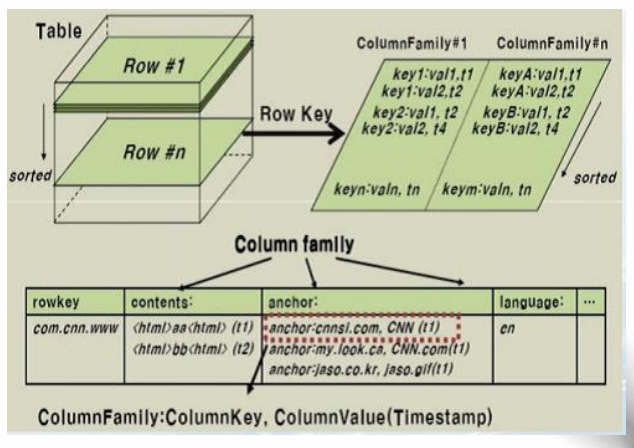 Table
Row #1
Row #n
sorted
Row Key
ColumnFamily#1 ColumnFamily#n
key1:val1,t1 keyA:val1,t1
key1:val2,t2 keyA:val2,t2
key2:val1, t2 keyB:val1, t2
key2:val2, t4 keyB:val2, t4
keyn:valn, tn keym:valn, tn
sorted
Column family
rowkey contents: anchor: language: ...
com.cnn.www <html>aa<html> (t1) anchor:cnnsi.com, CNN (t1) en
<html>bb<html> (t2) anchor:my.look.ca, CNN.com(t1)
anchor:jaso.co.kr, jaso.gif(t1)
ColumnFamily:ColumnKey, ColumnValue(Timestamp)